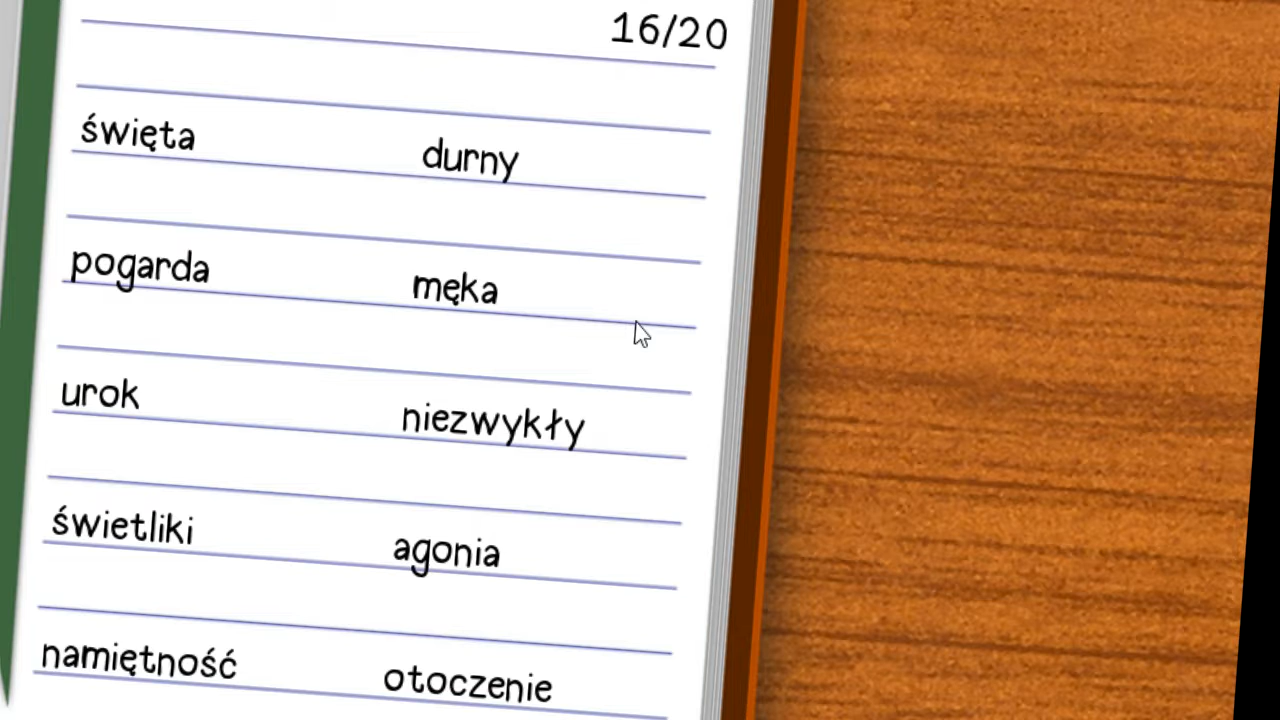 16/20
święta durny
pogarda męka
urok niezwykły
świetliki agonia
namiętność otoczenie